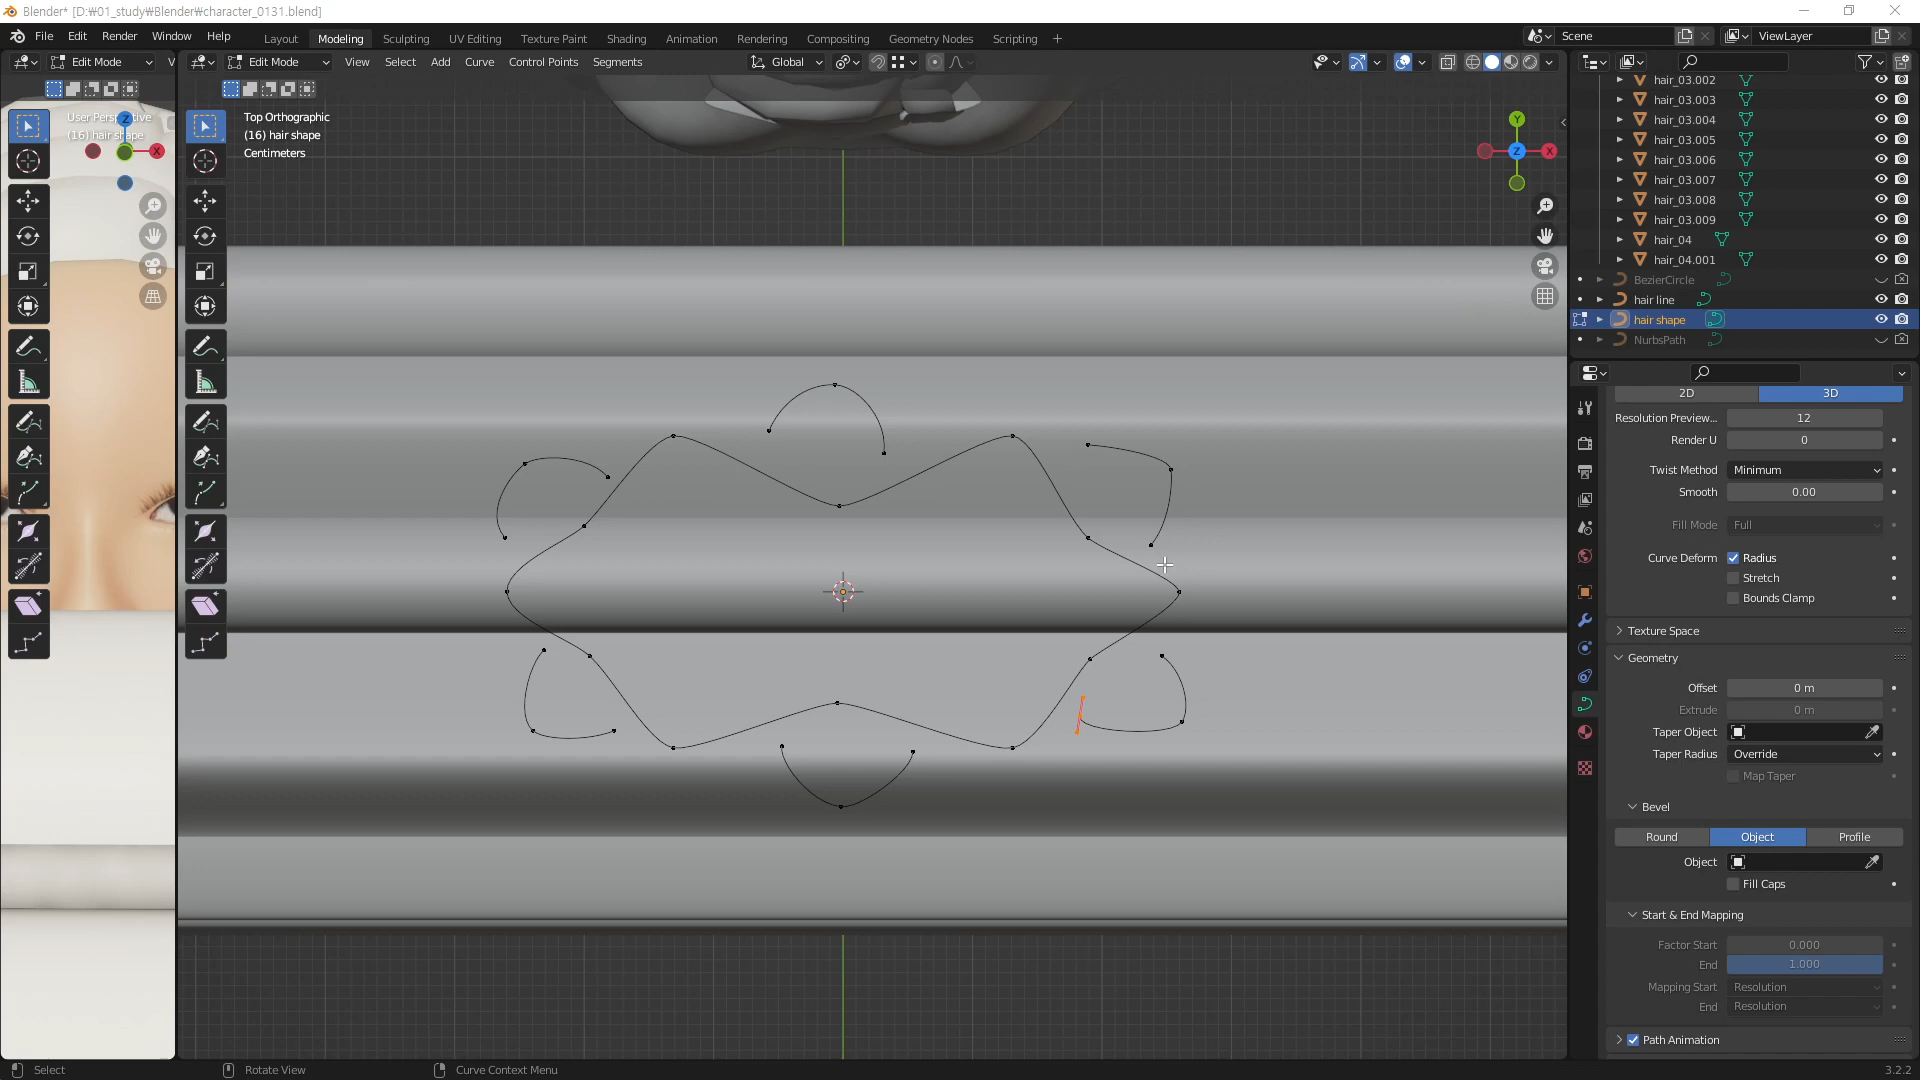 Blender* [D:\01_study\Blender\character_0131.blend]
File Edit Render Window Help
Layout Modeling Sculpting UV Editing Texture Paint Shading Animation Rendering Compositing Geometry Nodes Scripting +
Scene
ViewLayer
Edit Mode
V
Edit Mode
View Select Add Curve Control Points Segments
Global
User Perspective
(16) hair shape
Top Orthographic
(16) hair shape
Centimeters
Z
X
Y
Z
X
hair_03.002
hair_03.003
hair_03.004
hair_03.005
hair_03.006
hair_03.007
hair_03.008
hair_03.009
hair_04
hair_04.001
BezierCircle
hair line
hair shape
NurbsPath
2D 3D
Resolution Preview... 12
Render U 0
Twist Method Minimum
Smooth 0.00
Fill Mode Full
Curve Deform Radius
Stretch
Bounds Clamp
Texture Space
Geometry
Offset 0 m
Extrude 0 m
Taper Object
Taper Radius Override
Map Taper
Bevel
Round Object Profile
Object
Fill Caps
Start & End Mapping
Factor Start 0.000
End 1.000
Mapping Start Resolution
End Resolution
Path Animation
Select Rotate View Curve Context Menu
3.2.2